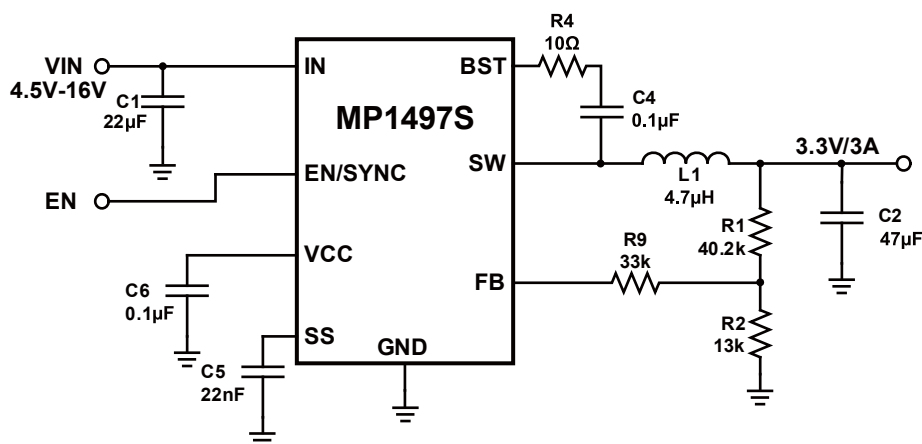 VIN
4.5V-16V
C1
22µF
EN
C6
0.1µF
C5
22nF
IN
EN/SYNC
VCC
SS
GND
MP1497S
BST
SW
FB
R4
10Ω
C4
0.1µF
L1
4.7µH
3.3V/3A
R9
33k
R1
40.2k
R2
13k
C2
47µF